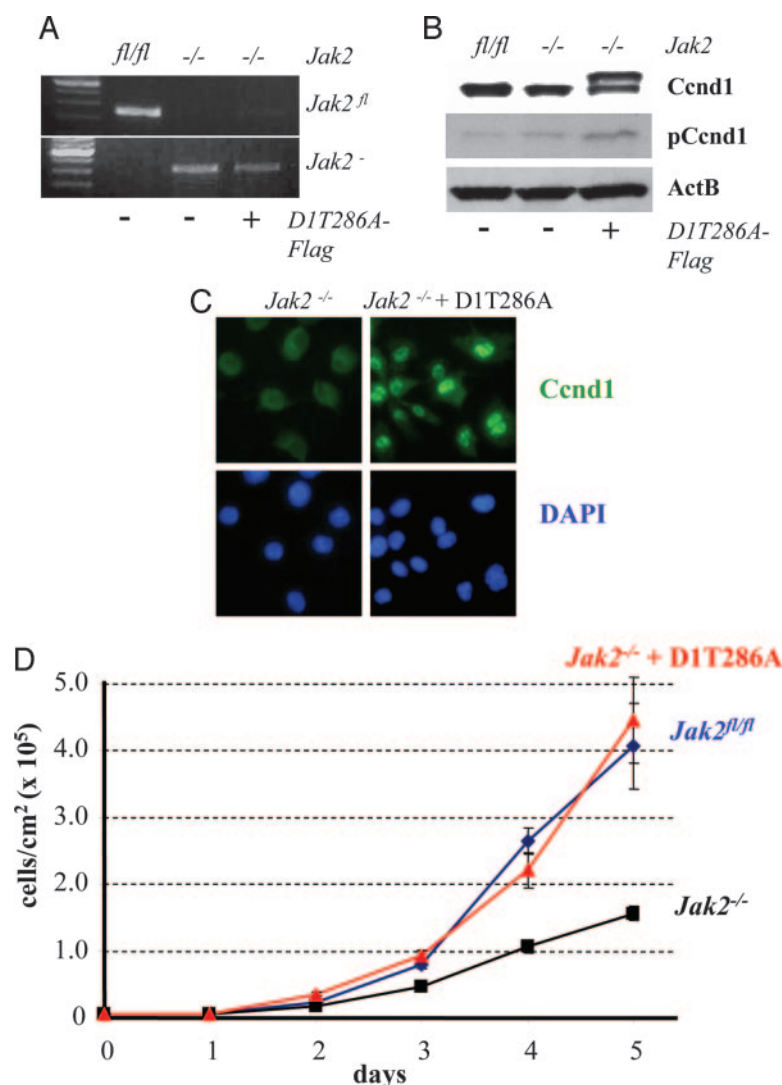 A
fl/fl -/- -/- Jak2
Jak2 fl
Jak2 -
- - + D1T286A-
Flag
B
fl/fl -/- -/- Jak2
Ccnd1
pCcnd1
ActB
- - + D1T286A-
Flag
C
Jak2 -/- Jak2 -/- + D1T286A
Ccnd1
DAPI
D
Jak2-/- + D1T286A
Jak2fl/fl
Jak2-/-
cells/cm2 (x 105)
5.0
4.0
3.0
2.0
1.0
0
0 1 2 3 4 5
days